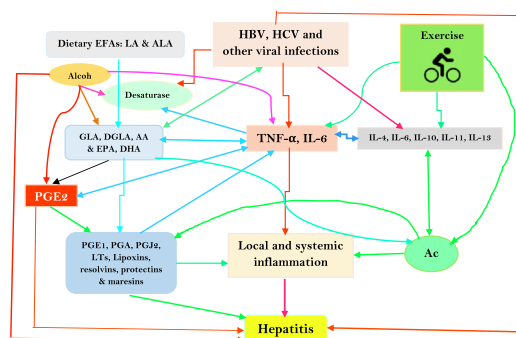 Dietary EFAs: LA & ALA
HBV, HCV and
other viral infections
Exercise
Alcoh
Desaturase
GLA, DGLA, AA
& EPA, DHA
TNF-α, IL-6
IL-4, IL-6, IL-10, IL-11, IL-13
PGE2
PGE1, PGA, PGJ2,
LTs, Lipoxins,
resolvins, protectins
& maresins
Local and systemic
inflammation
Ac
Hepatitis